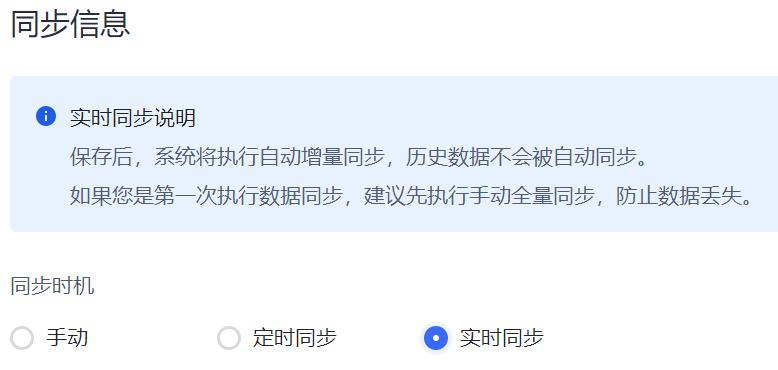 同步信息
实时同步说明
保存后，系统将执行自动增量同步，历史数据不会被自动同步。
如果您是第一次执行数据同步，建议先执行手动全量同步，防止数据丢失。
同步时机
手动 定时同步 实时同步